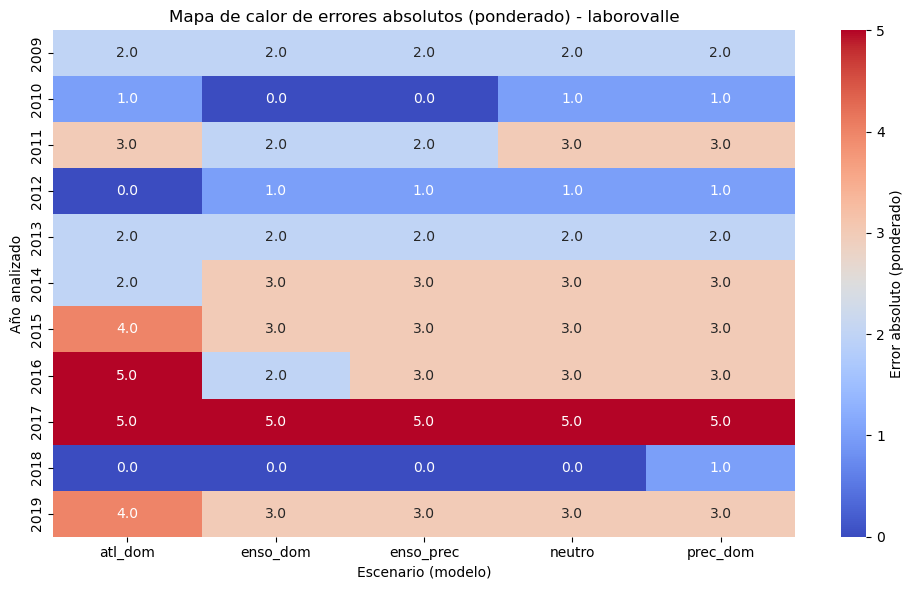 Mapa de calor de errores absolutos (ponderado) - laborovalle
Año analizado
2009 2.0 2.0 2.0 2.0 2.0
2010 1.0 0.0 0.0 1.0 1.0
2011 3.0 2.0 2.0 3.0 3.0
2012 0.0 1.0 1.0 1.0 1.0
2013 2.0 2.0 2.0 2.0 2.0
2014 2.0 3.0 3.0 3.0 3.0
2015 4.0 3.0 3.0 3.0 3.0
2016 5.0 2.0 3.0 3.0 3.0
2017 5.0 5.0 5.0 5.0 5.0
2018 0.0 0.0 0.0 0.0 1.0
2019 4.0 3.0 3.0 3.0 3.0
atl_dom enso_dom enso_prec neutro prec_dom
Escenario (modelo)
5
4
3
2
1
0
Error absoluto (ponderado)